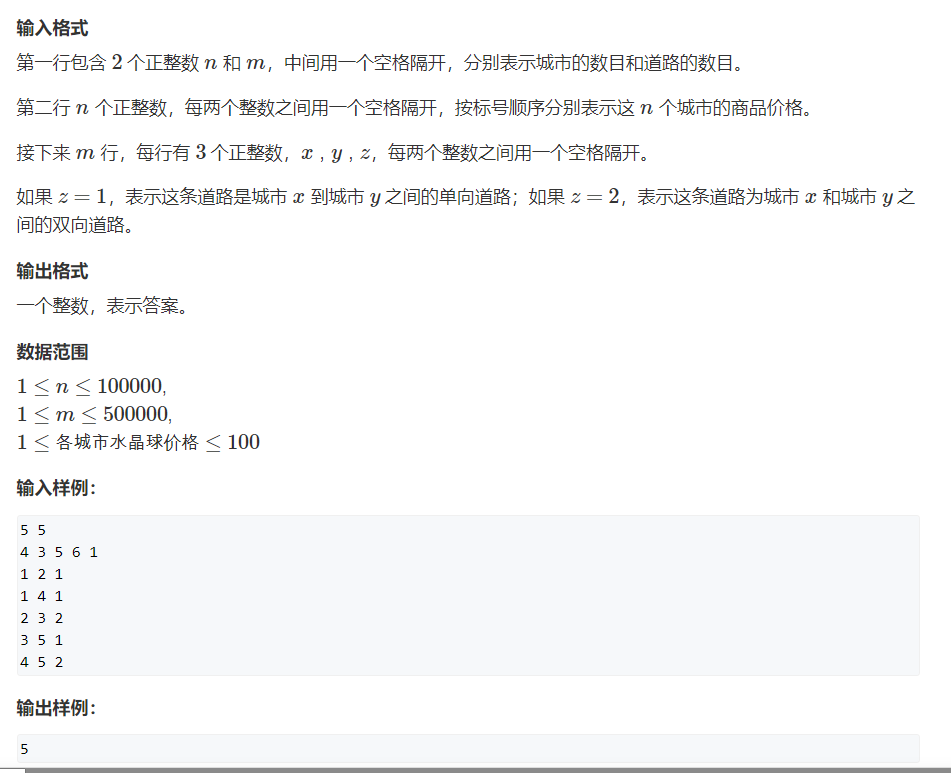 输入格式
第一行包含 2 个正整数 n 和 m，中间用一个空格隔开，分别表示城市的数目和道路的数目。
第二行 n 个正整数，每两个整数之间用一个空格隔开，按标号顺序分别表示这 n 个城市的商品价格。
接下来 m 行，每行有 3 个正整数，x , y , z，每两个整数之间用一个空格隔开。
如果 z = 1，表示这条道路是城市 x 到城市 y 之间的单向道路；如果 z = 2，表示这条道路为城市 x 和城市 y 之
间的双向道路。
输出格式
一个整数，表示答案。
数据范围
1 ≤ n ≤ 100000,
1 ≤ m ≤ 500000,
1 ≤ 各城市水晶球价格 ≤ 100
输入样例：
5 5
4 3 5 6 1
1 2 1
1 4 1
2 3 2
3 5 1
4 5 2
输出样例：
5